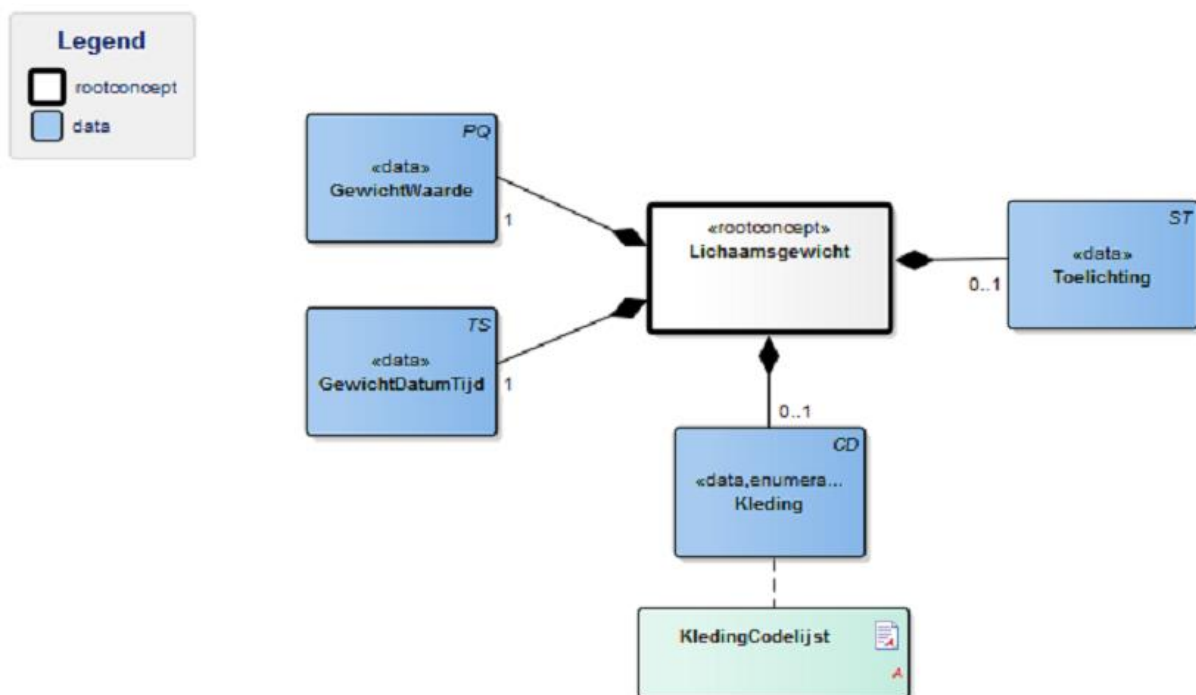 Legend
rootconcept
data
PQ
«data»
GewichtWaarde
1
«rootconcept»
Lichaamsgewicht
ST
«data»
Toelichting
0..1
TS
«data»
GewichtDatumTijd
1
0..1
CD
«data,enumera...
Kleding
KledingCodelijst
A